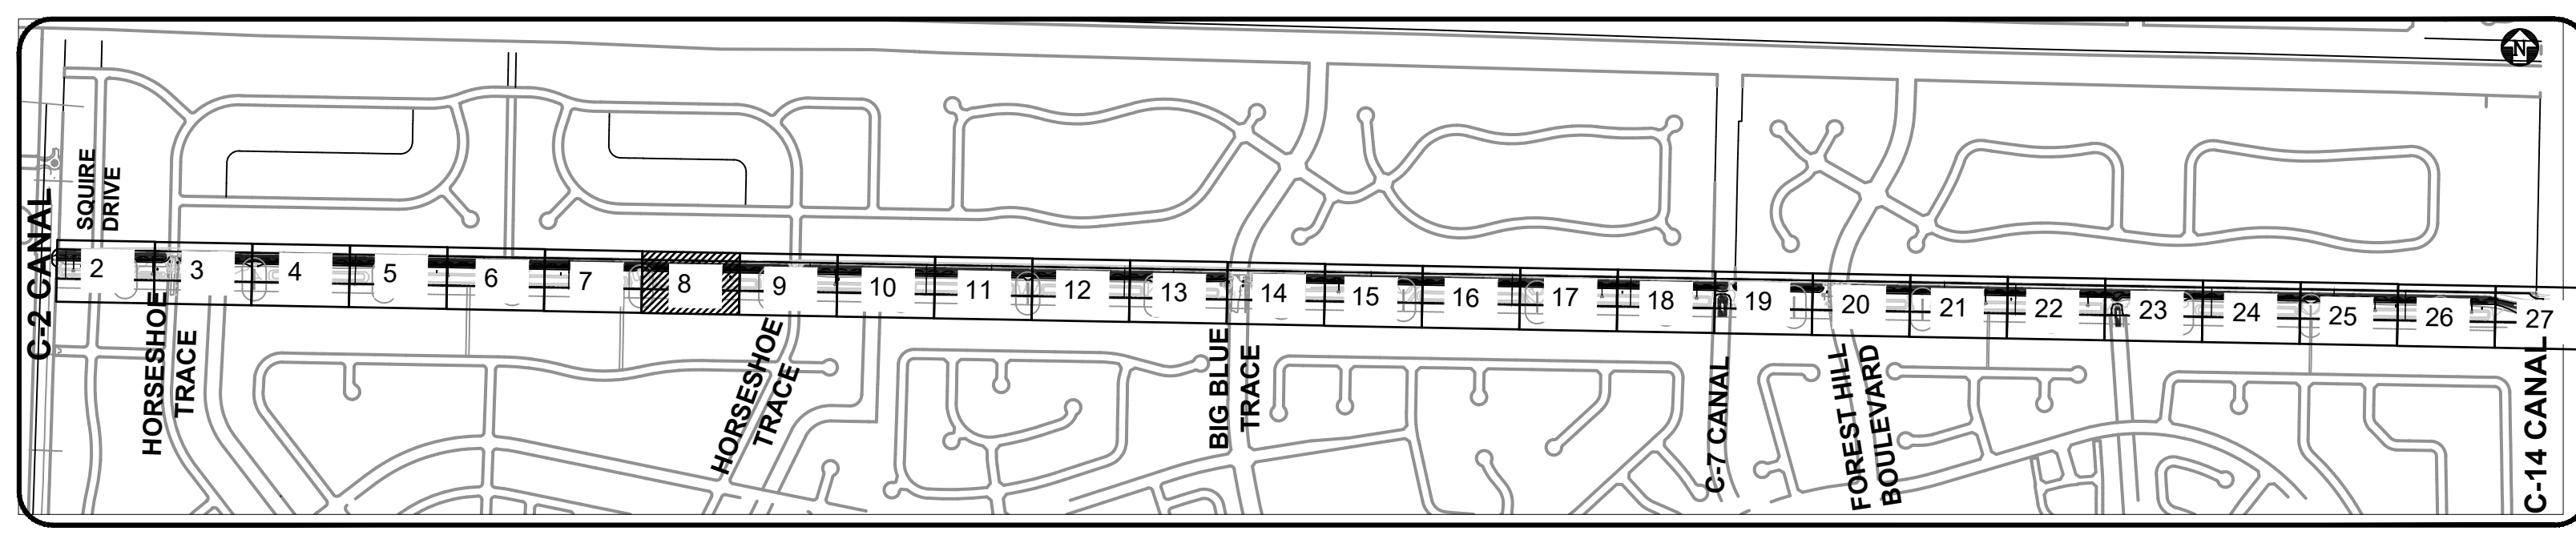 N
SQUIRE
DRIVE
C-2 CANAL
2 3 4 5 6 7 8 9 10 11 12 13 14 15 16 17 18 19 20 21 22 23 24 25 26 27
HORSESHOE
TRACE
HORSESHOE
TRACE
BIG BLUE
TRACE
C-7 CANAL
FOREST HILL
BOULEVARD
C-14 CANAL